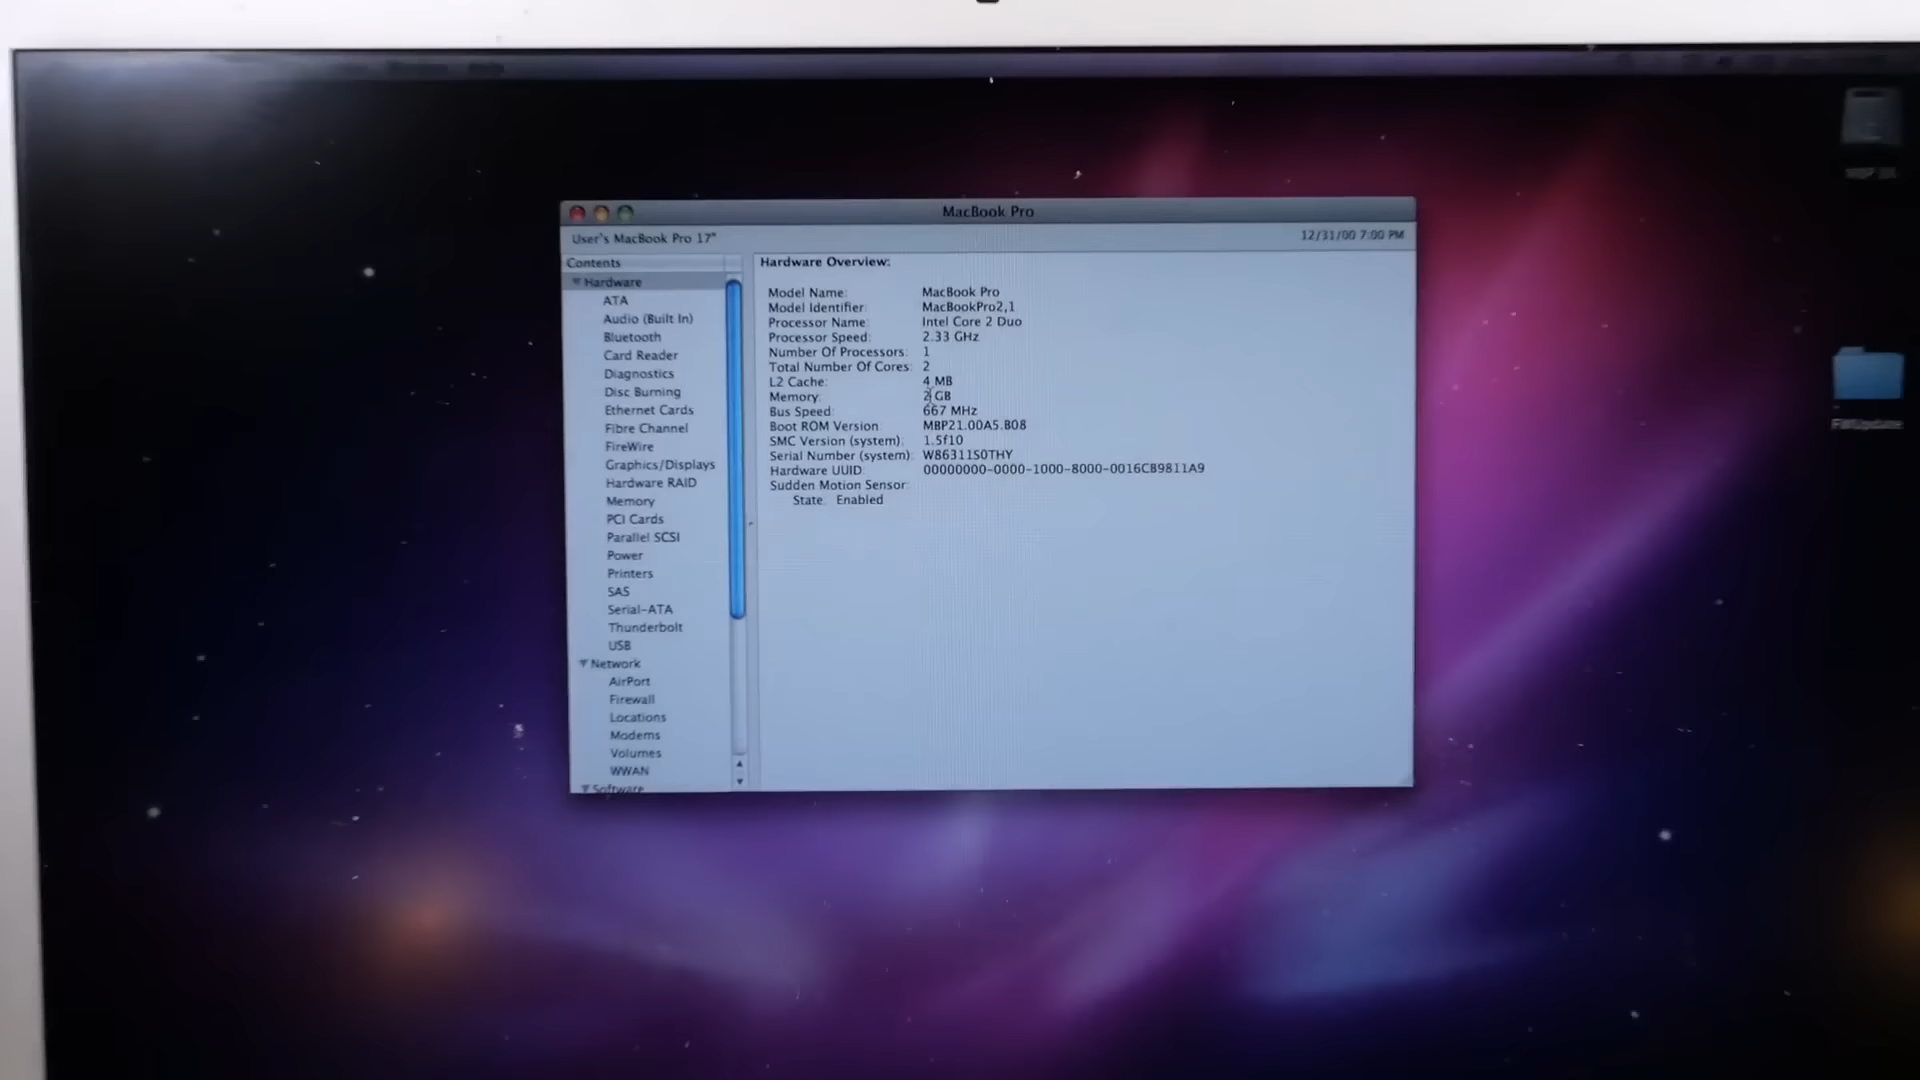 MacBook Pro
User's MacBook Pro 17"
12/31/00 7:00 PM
Contents
Hardware
ATA
Audio (Built In)
Bluetooth
Card Reader
Diagnostics
Disc Burning
Ethernet Cards
Fibre Channel
FireWire
Graphics/Displays
Hardware RAID
Memory
PCI Cards
Parallel SCSI
Power
Printers
SAS
Serial-ATA
Thunderbolt
USB
Network
AirPort
Firewall
Locations
Modems
Volumes
WWAN
Software
Hardware Overview:
Model Name: MacBook Pro
Model Identifier: MacBookPro2,1
Processor Name: Intel Core 2 Duo
Processor Speed: 2.33 GHz
Number Of Processors: 1
Total Number Of Cores: 2
L2 Cache: 4 MB
Memory: 2 GB
Bus Speed: 667 MHz
Boot ROM Version: MBP21.00A5.B08
SMC Version (system): 1.5f10
Serial Number (system): W86311S0THY
Hardware UUID: 00000000-0000-1000-8000-0016CB9811A9
Sudden Motion Sensor:
State: Enabled